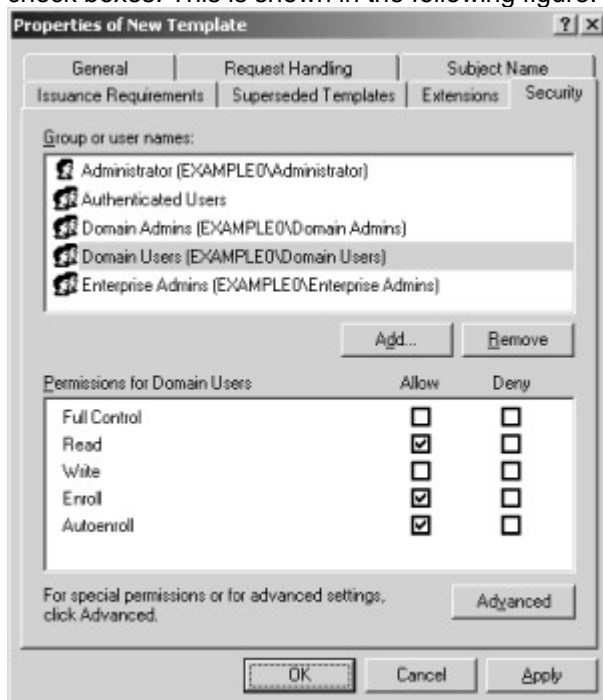 check boxes. This is shown in the following figure.
Properties of New Template
General Request Handling Subject Name
Issuance Requirements Superseded Templates Extensions Security
Group or user names:
Administrator (EXAMPLE0\Administrator)
Authenticated Users
Domain Admins (EXAMPLE0\Domain Admins)
Domain Users (EXAMPLE0\Domain Users)
Enterprise Admins (EXAMPLE0\Enterprise Admins)
Add... Remove
Permissions for Domain Users Allow Deny
Full Control
Read
Write
Enroll
Autoenroll
For special permissions or for advanced settings,
click Advanced.
Advanced
OK Cancel Apply